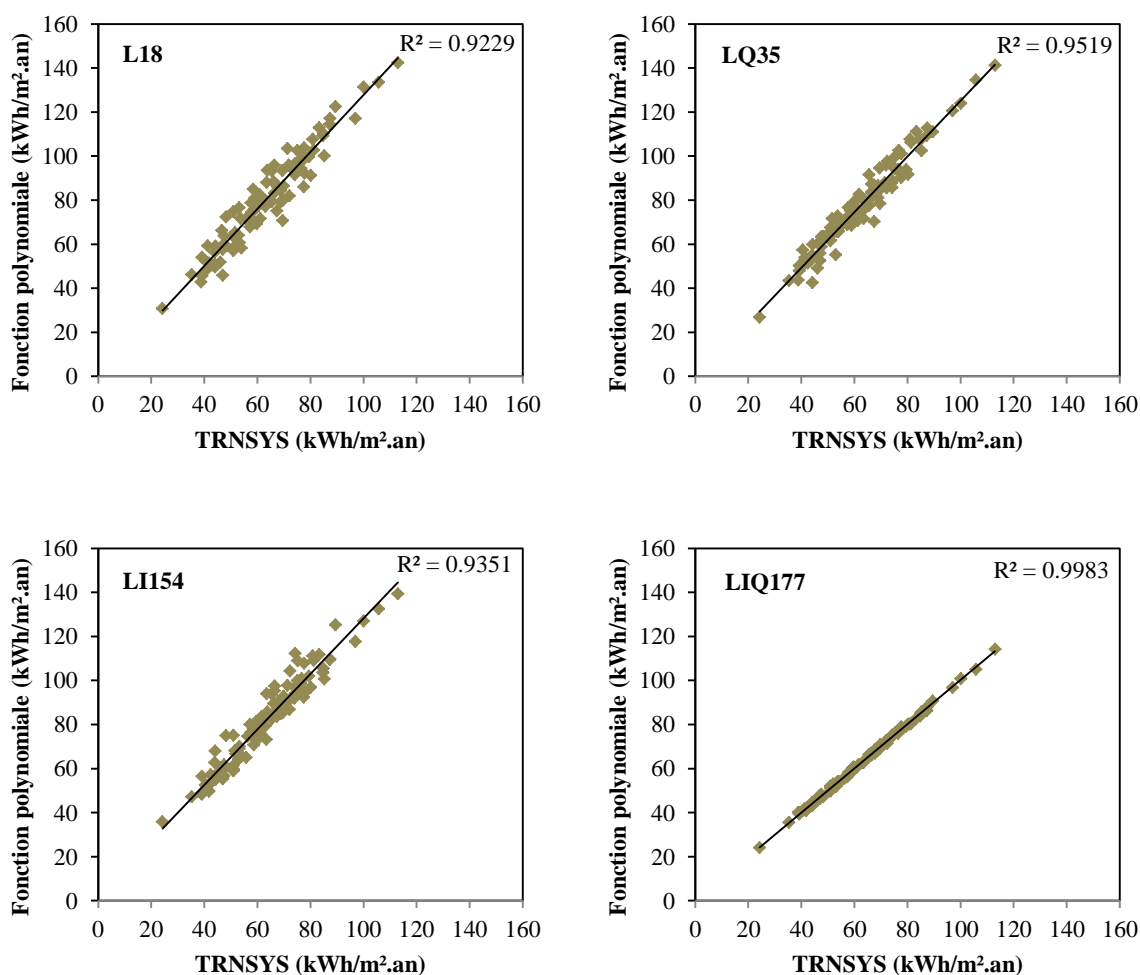 L18
R² = 0.9229
Fonction polynomiale (kWh/m².an)
160
140
120
100
80
60
40
20
0
0 20 40 60 80 100 120 140 160
TRNSYS (kWh/m².an)
LQ35
R² = 0.9519
Fonction polynomiale (kWh/m².an)
160
140
120
100
80
60
40
20
0
0 20 40 60 80 100 120 140 160
TRNSYS (kWh/m².an)
LI154
R² = 0.9351
Fonction polynomiale (kWh/m².an)
160
140
120
100
80
60
40
20
0
0 20 40 60 80 100 120 140 160
TRNSYS (kWh/m².an)
LIQ177
R² = 0.9983
Fonction polynomiale (kWh/m².an)
160
140
120
100
80
60
40
20
0
0 20 40 60 80 100 120 140 160
TRNSYS (kWh/m².an)